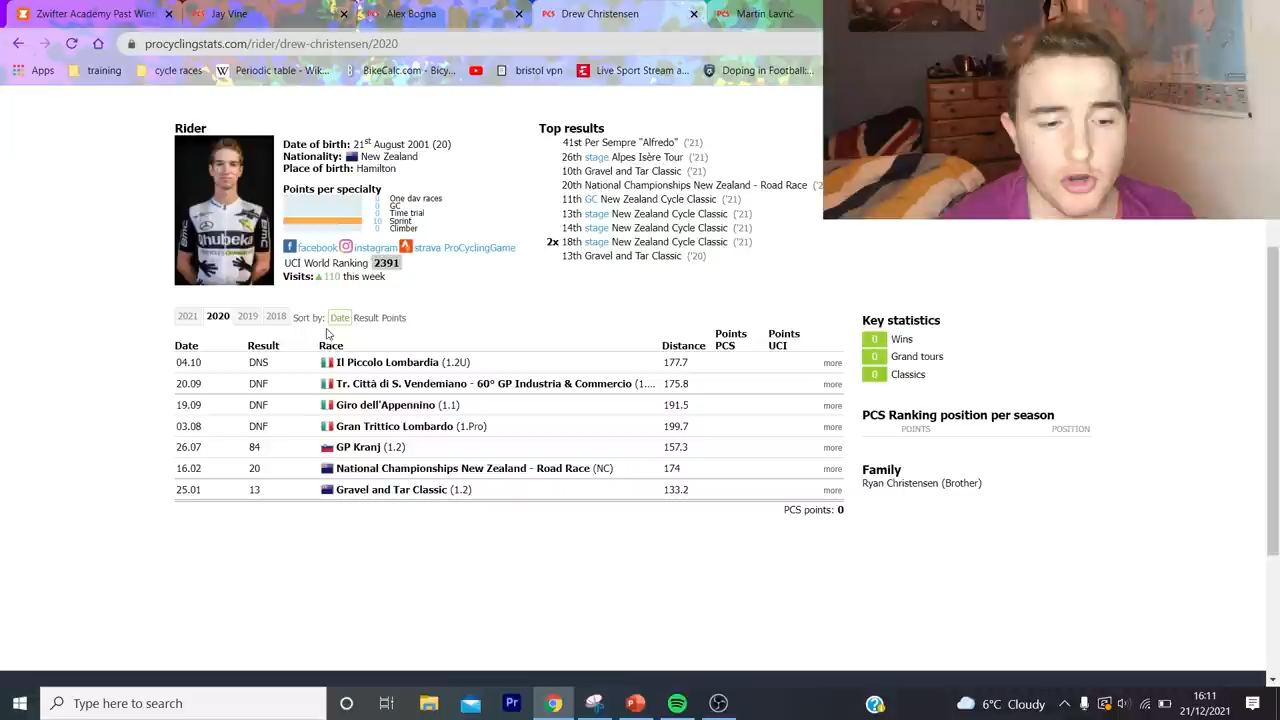 Zwifter Academy Past Win
Jay Vine
Alex Bogna
PCS Drew Christensen
PCS Martin Lavrič
procyclingstats.com/rider/drew-christensen/2020
Apps training cycle races Periodic table - Wik... BikeCalc.com - Bicy... bristol vpn Live Sport Stream a... Doping in Football:...
Rider
Date of birth: 21st August 2001 (20)
Nationality: New Zealand
Place of birth: Hamilton
Points per specialty
0 One day races
0 GC
0 Time trial
10 Sprint
0 Climber
facebook instagram strava ProCyclingGame
UCI World Ranking 2391
Visits: ▲110 this week
Top results
41st Per Sempre "Alfredo" ('21)
26th stage Alpes Isère Tour ('21)
10th Gravel and Tar Classic ('21)
20th National Championships New Zealand - Road Race ('2
11th GC New Zealand Cycle Classic ('21)
13th stage New Zealand Cycle Classic ('21)
14th stage New Zealand Cycle Classic ('21)
2x 18th stage New Zealand Cycle Classic ('21)
13th Gravel and Tar Classic ('20)
2021 2020 2019 2018 Sort by: Date Result Points
Date Result Race Distance Points PCS Points UCI
04.10 DNS Il Piccolo Lombardia (1.2U) 177.7 more
20.09 DNF Tr. Città di S. Vendemiano - 60° GP Industria & Commercio (1.... 175.8 more
19.09 DNF Giro dell'Appennino (1.1) 191.5 more
03.08 DNF Gran Trittico Lombardo (1.Pro) 199.7 more
26.07 84 GP Kranj (1.2) 157.3 more
16.02 20 National Championships New Zealand - Road Race (NC) 174 more
25.01 13 Gravel and Tar Classic (1.2) 133.2 more
PCS points: 0
Key statistics
0 Wins
0 Grand tours
0 Classics
PCS Ranking position per season
POINTS POSITION
Family
Ryan Christensen (Brother)
Type here to search
6°C Cloudy
16:11
21/12/2021